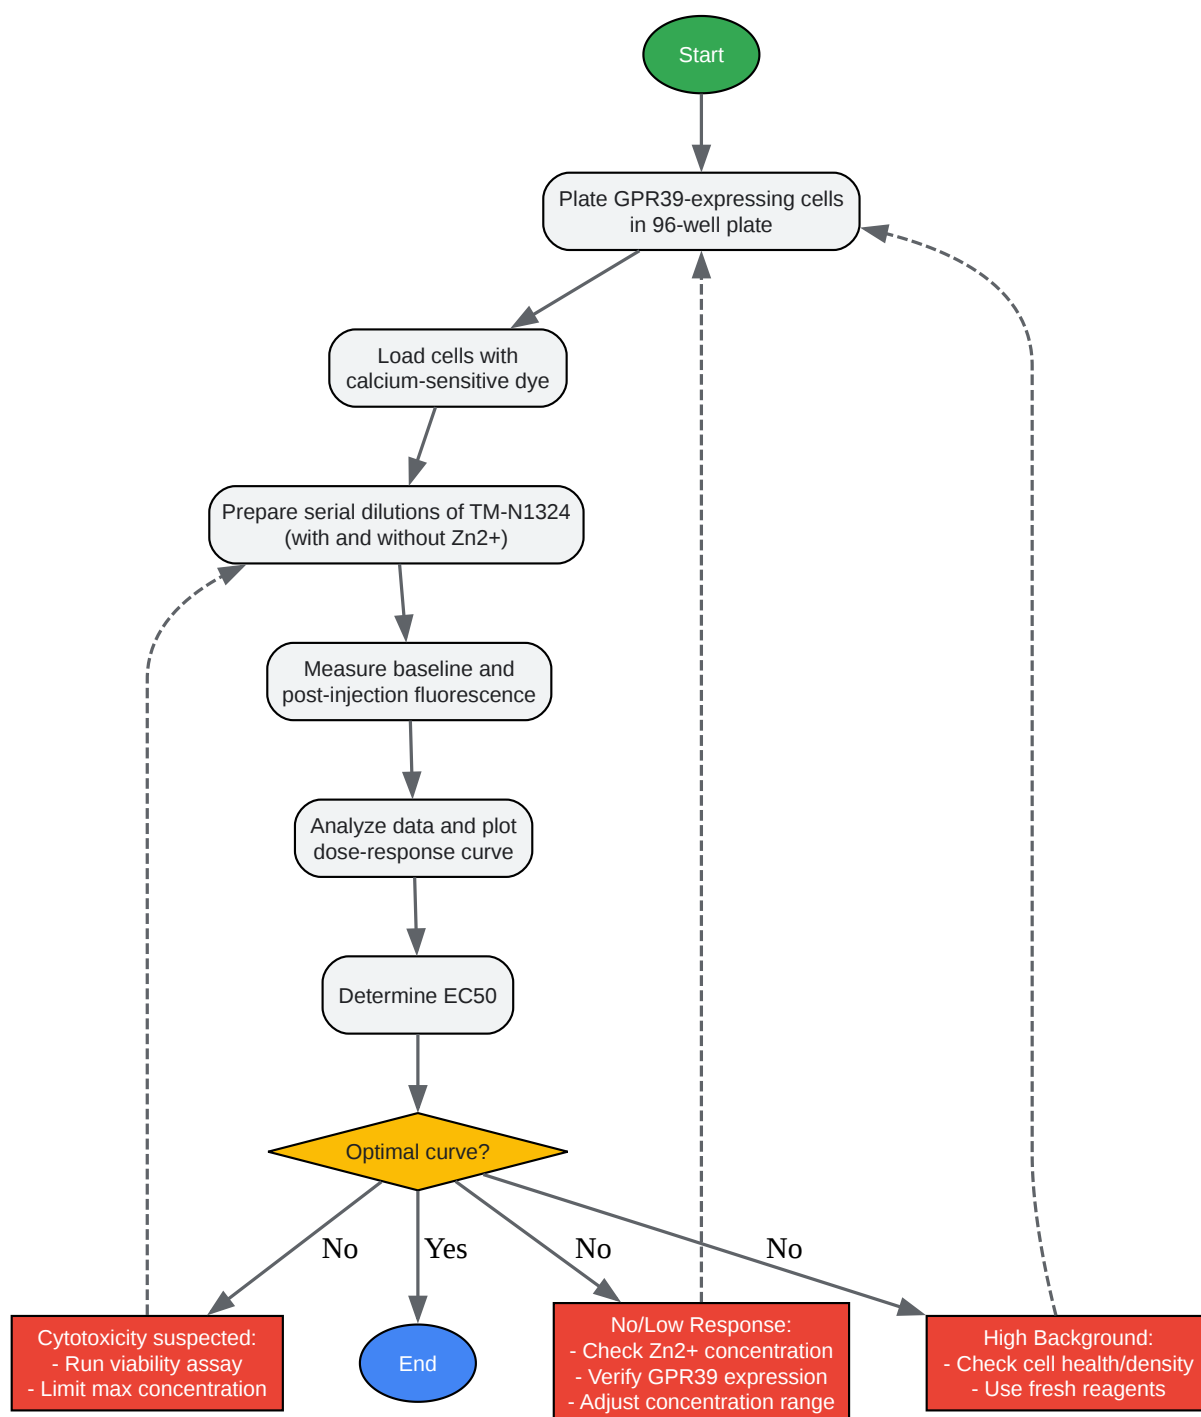 Start
Plate GPR39-expressing cells
in 96-well plate
Load cells with
calcium-sensitive dye
Prepare serial dilutions of TM-N1324
(with and without Zn2+)
Measure baseline and
post-injection fluorescence
Analyze data and plot
dose-response curve
Determine EC50
Optimal curve?
No
Yes
No
No
Cytotoxicity suspected:
- Run viability assay
- Limit max concentration
End
No/Low Response:
- Check Zn2+ concentration
- Verify GPR39 expression
- Adjust concentration range
High Background:
- Check cell health/density
- Use fresh reagents